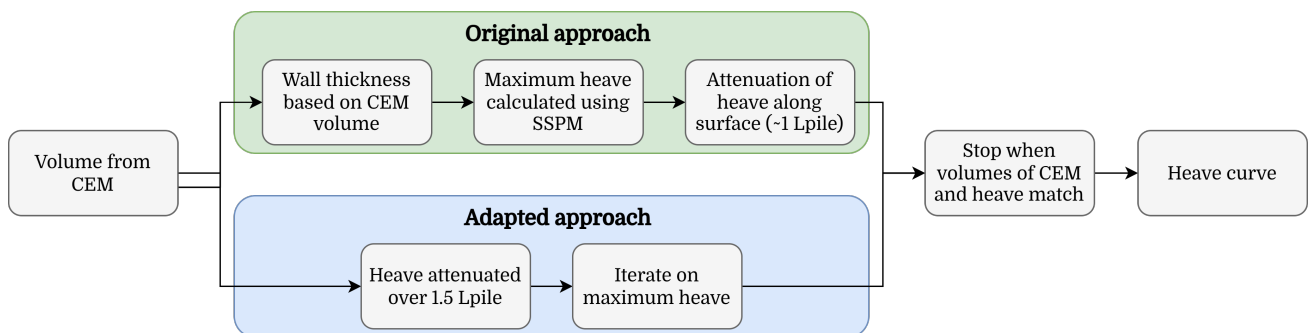 Volume from
CEM
Original approach
Wall thickness
based on CEM
volume
Maximum heave
calculated using
SSPM
Attenuation of
heave along
surface (~1 Lpile)
Adapted approach
Heave attenuated
over 1.5 Lpile
Iterate on
maximum heave
Stop when
volumes of CEM
and heave match
Heave curve